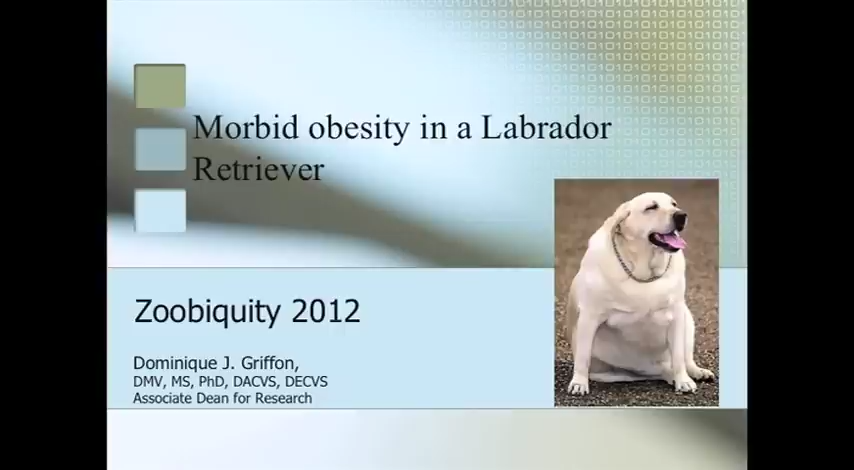 Morbid obesity in a Labrador
Retriever
Zoobiquity 2012
Dominique J. Griffon,
DMV, MS, PhD, DACVS, DECVS
Associate Dean for Research